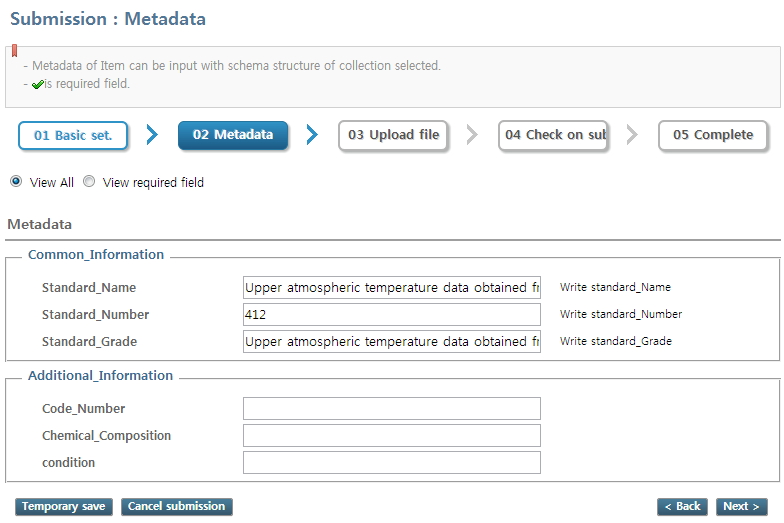 Submission : Metadata
- Metadata of Item can be input with schema structure of collection selected.
- is required field.
01 Basic set.
02 Metadata
03 Upload file
04 Check on sub
05 Complete
View All View required field
Metadata
Common_Information
Standard_Name Upper atmospheric temperature data obtained fr Write standard_Name
Standard_Number 412 Write standard_Number
Standard_Grade Upper atmospheric temperature data obtained fr Write standard_Grade
Additional_Information
Code_Number
Chemical_Composition
condition
Temporary save Cancel submission < Back Next >